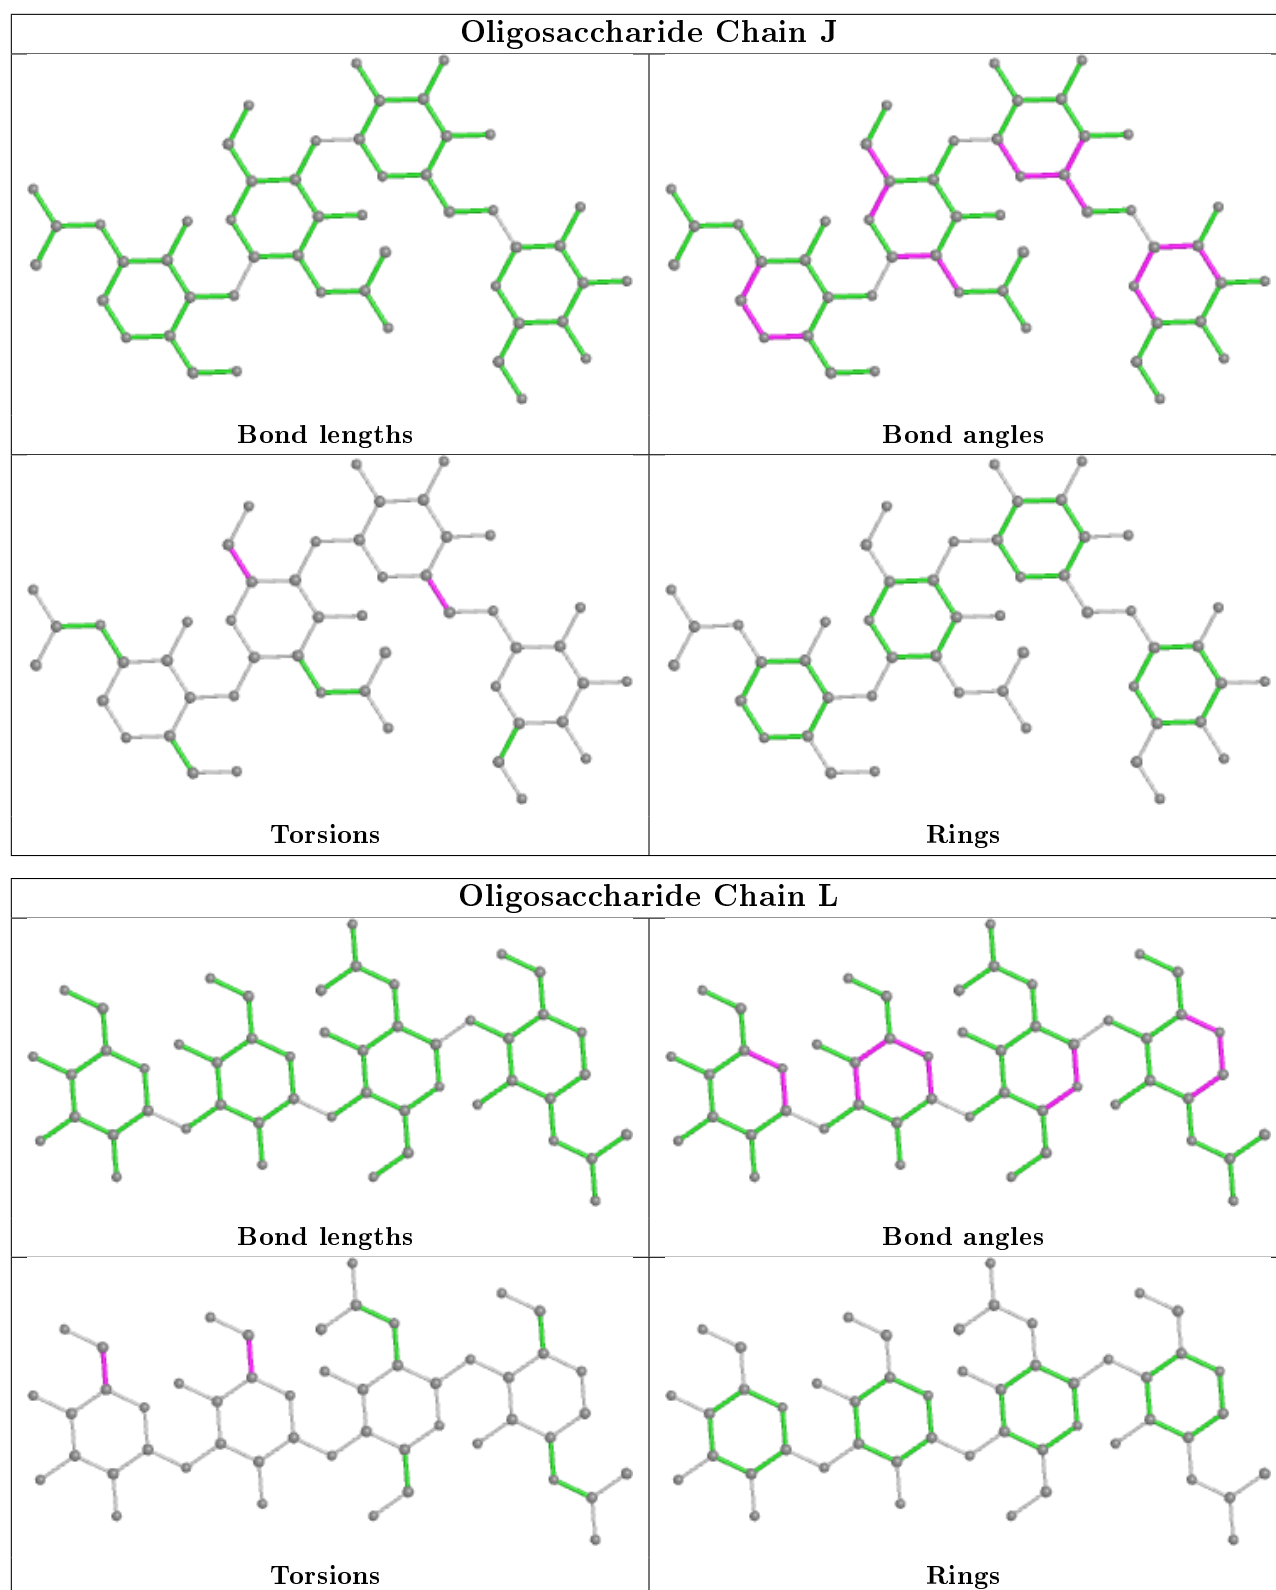 Oligosaccharide Chain J
Bond lengths
Bond angles
Torsions
Rings
Oligosaccharide Chain L
Bond lengths
Bond angles
Torsions
Rings